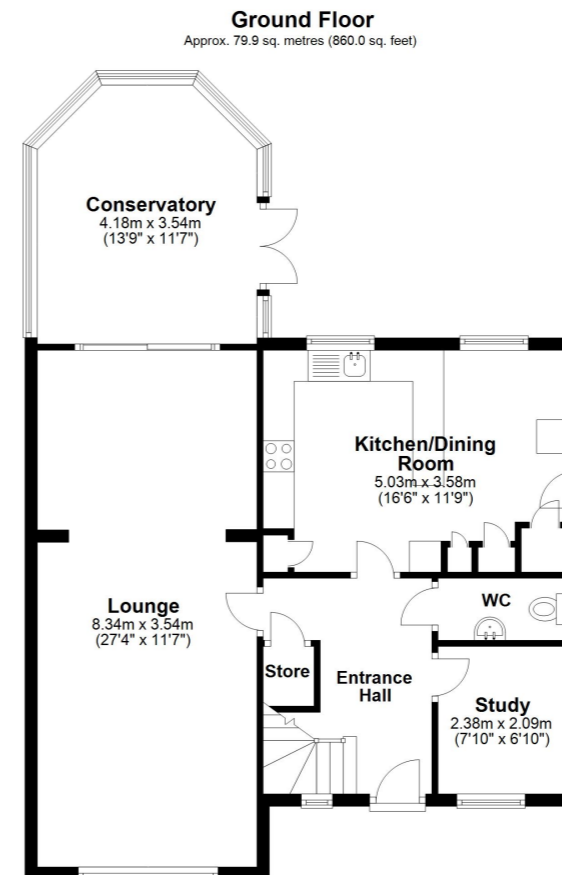 Ground Floor
Approx. 79.9 sq. metres (860.0 sq. feet)
Conservatory
4.18m x 3.54m
(13'9" x 11'7")
Kitchen/Dining
Room
5.03m x 3.58m
(16'6" x 11'9")
Lounge
8.34m x 3.54m
(27'4" x 11'7")
WC
Store
Entrance
Hall
Study
2.38m x 2.09m
(7'10" x 6'10")